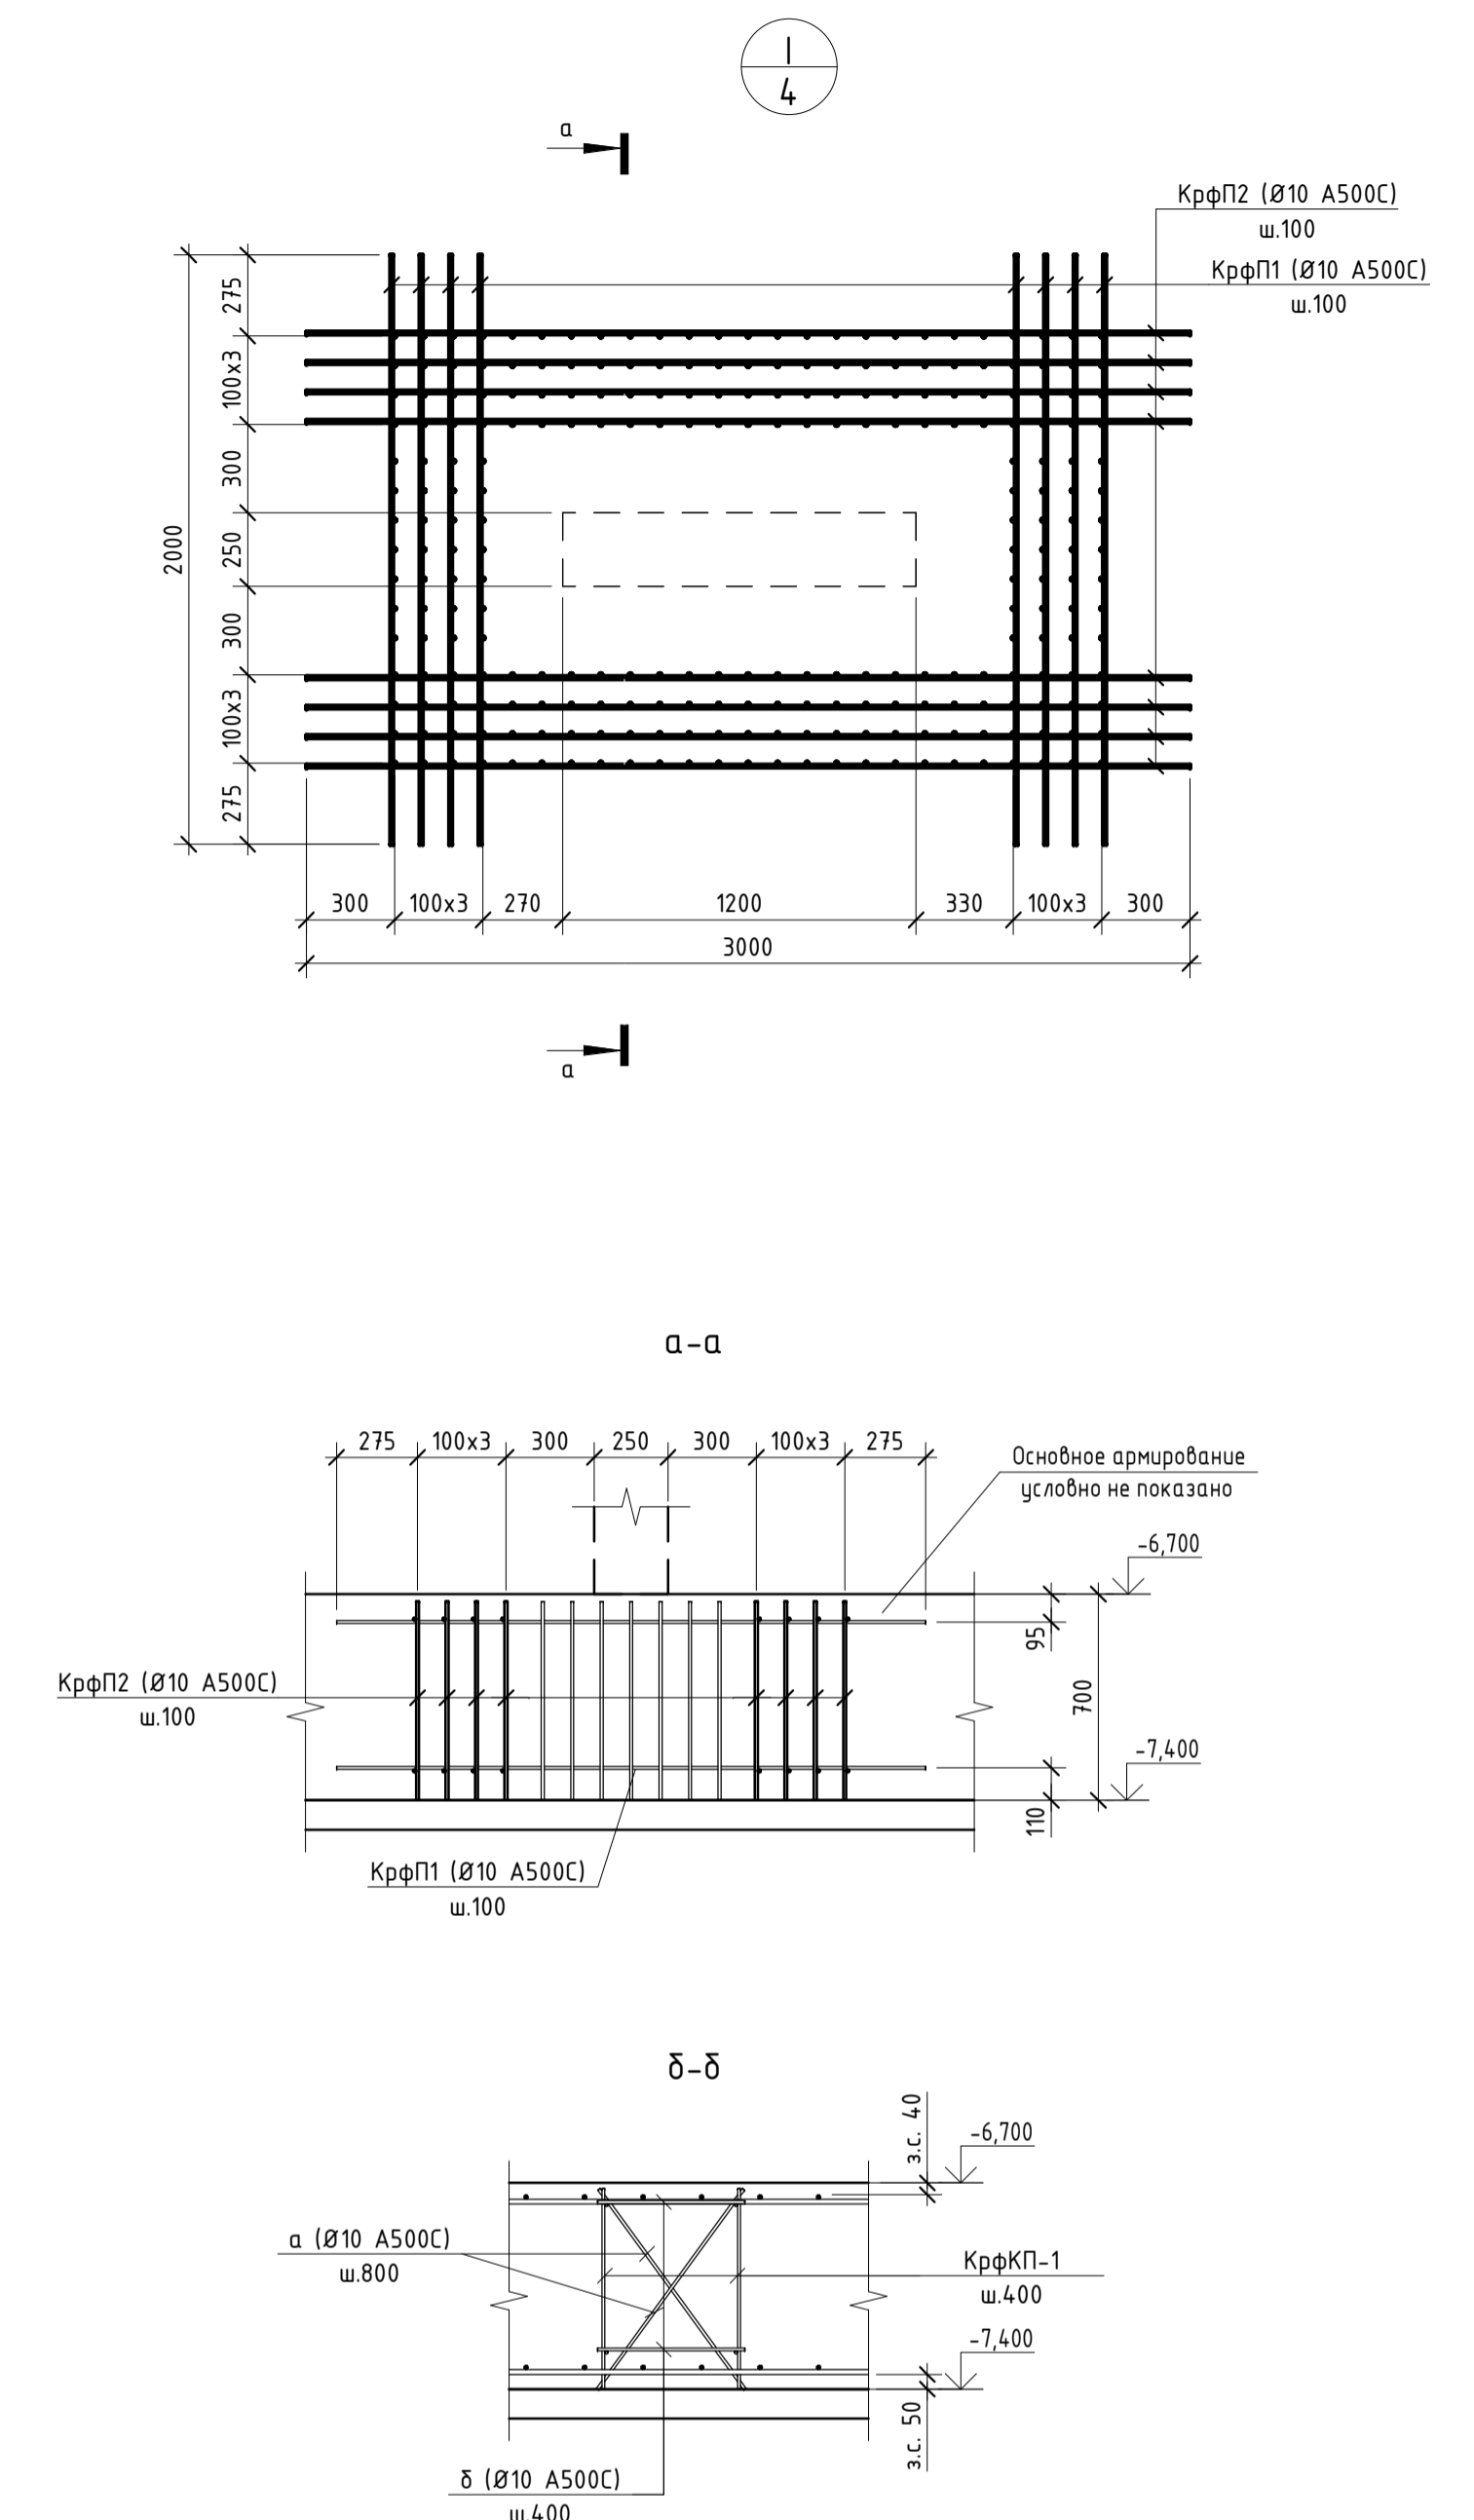 I
4
а
КрфП2 (Ø10 А500С)
ш.100
КрфП1 (Ø10 А500С)
ш.100
275
100х3
300
250
300
100х3
275
2000
300
100х3
270
1200
330
100х3
300
3000
а
а-а
275
100х3
300
250
300
100х3
275
Основное армирование
условно не показано
-6,700
95
КрфП2 (Ø10 А500С)
ш.100
700
-7,400
110
КрфП1 (Ø10 А500С)
ш.100
б-б
з.с. 40
-6,700
а (Ø10 А500С)
ш.800
КрфКП-1
ш.400
-7,400
з.с. 50
б (Ø10 А500С)
ш.400